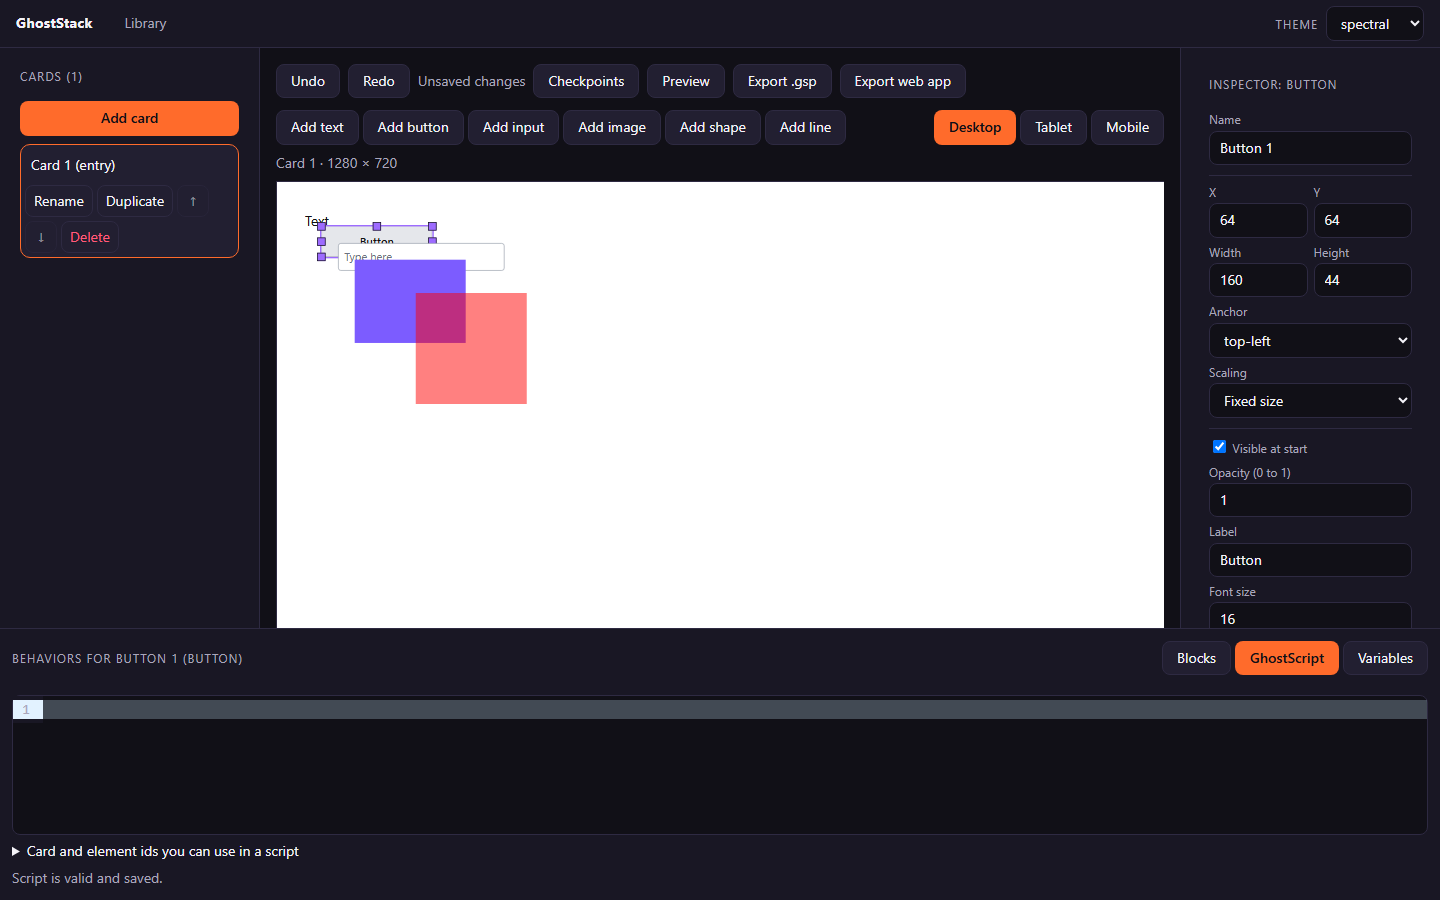 GhostStack Library THEME spectral
CARDS (1)
Add card
Card 1 (entry)
Rename Duplicate ↑
↓ Delete
Undo Redo Unsaved changes Checkpoints Preview Export .gsp Export web app
Add text Add button Add input Add image Add shape Add line Desktop Tablet Mobile
Card 1 · 1280 × 720
Text
Button
Type here
INSPECTOR: BUTTON
Name
Button 1
X Y
64 64
Width Height
160 44
Anchor
top-left
Scaling
Fixed size
Visible at start
Opacity (0 to 1)
1
Label
Button
Font size
16
BEHAVIORS FOR BUTTON 1 (BUTTON) Blocks GhostScript Variables
1
Card and element ids you can use in a script
Script is valid and saved.